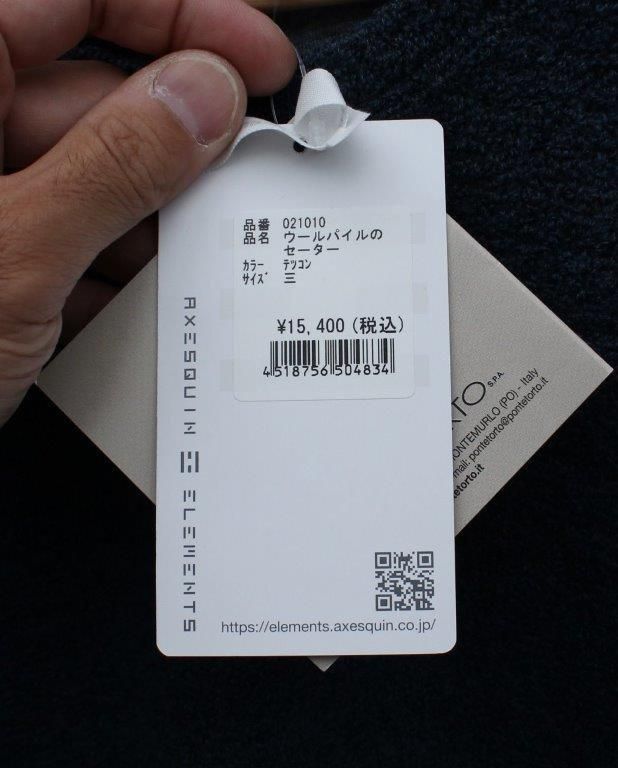 品番 021010
品名 ウールパイルの
セーター
ｶﾗｰ ﾃﾂｺﾝ
ｻｲｽﾞ 三
¥15,400(税込)
4518756504834
AXESQUIN ELEMENTS
https://elements.axesquin.co.jp/
S.P.A.
MONTEMURLO (PO) - Italy
mail: pontetorto@pontetorto.it